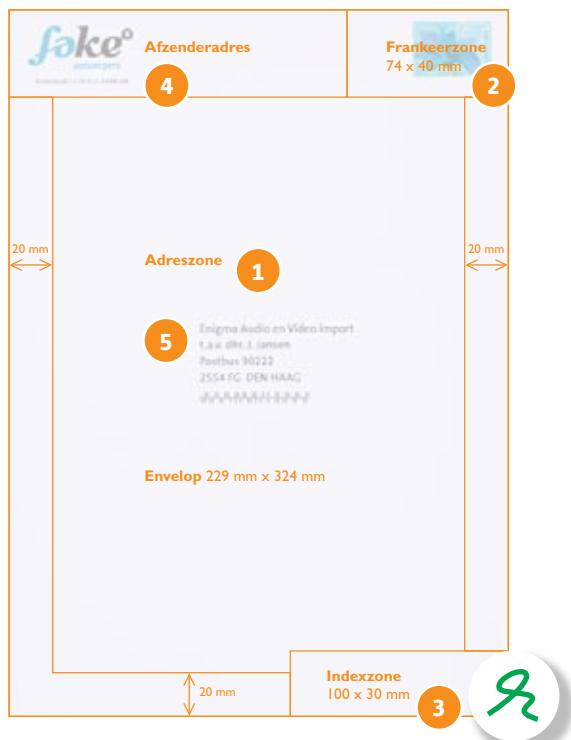 føke°
ontwerpers
Afzenderadres
4
Frankeerzone
74 x 40 mm
2
20 mm
20 mm
Adreszone
1
5
Enigma Audio en Video Import
t.a.v. dhr. J. Jansen
Postbus 90222
2554 FG DEN HAAG
Envelop 229 mm x 324 mm
20 mm
Indexzone
100 x 30 mm
3